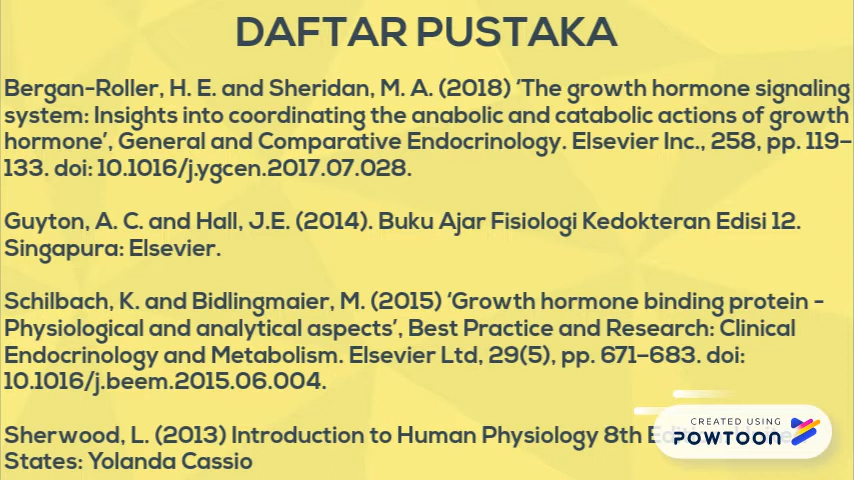 DAFTAR PUSTAKA
Bergan-Roller, H. E. and Sheridan, M. A. (2018) 'The growth hormone signaling
system: Insights into coordinating the anabolic and catabolic actions of growth
hormone', General and Comparative Endocrinology. Elsevier Inc., 258, pp. 119–
133. doi: 10.1016/j.ygcen.2017.07.028.
Guyton, A. C. and Hall, J.E. (2014). Buku Ajar Fisiologi Kedokteran Edisi 12.
Singapura: Elsevier.
Schilbach, K. and Bidlingmaier, M. (2015) 'Growth hormone binding protein -
Physiological and analytical aspects', Best Practice and Research: Clinical
Endocrinology and Metabolism. Elsevier Ltd, 29(5), pp. 671–683. doi:
10.1016/j.beem.2015.06.004.
Sherwood, L. (2013) Introduction to Human Physiology 8th
States: Yolanda Cassio
CREATED USING
POWTOON